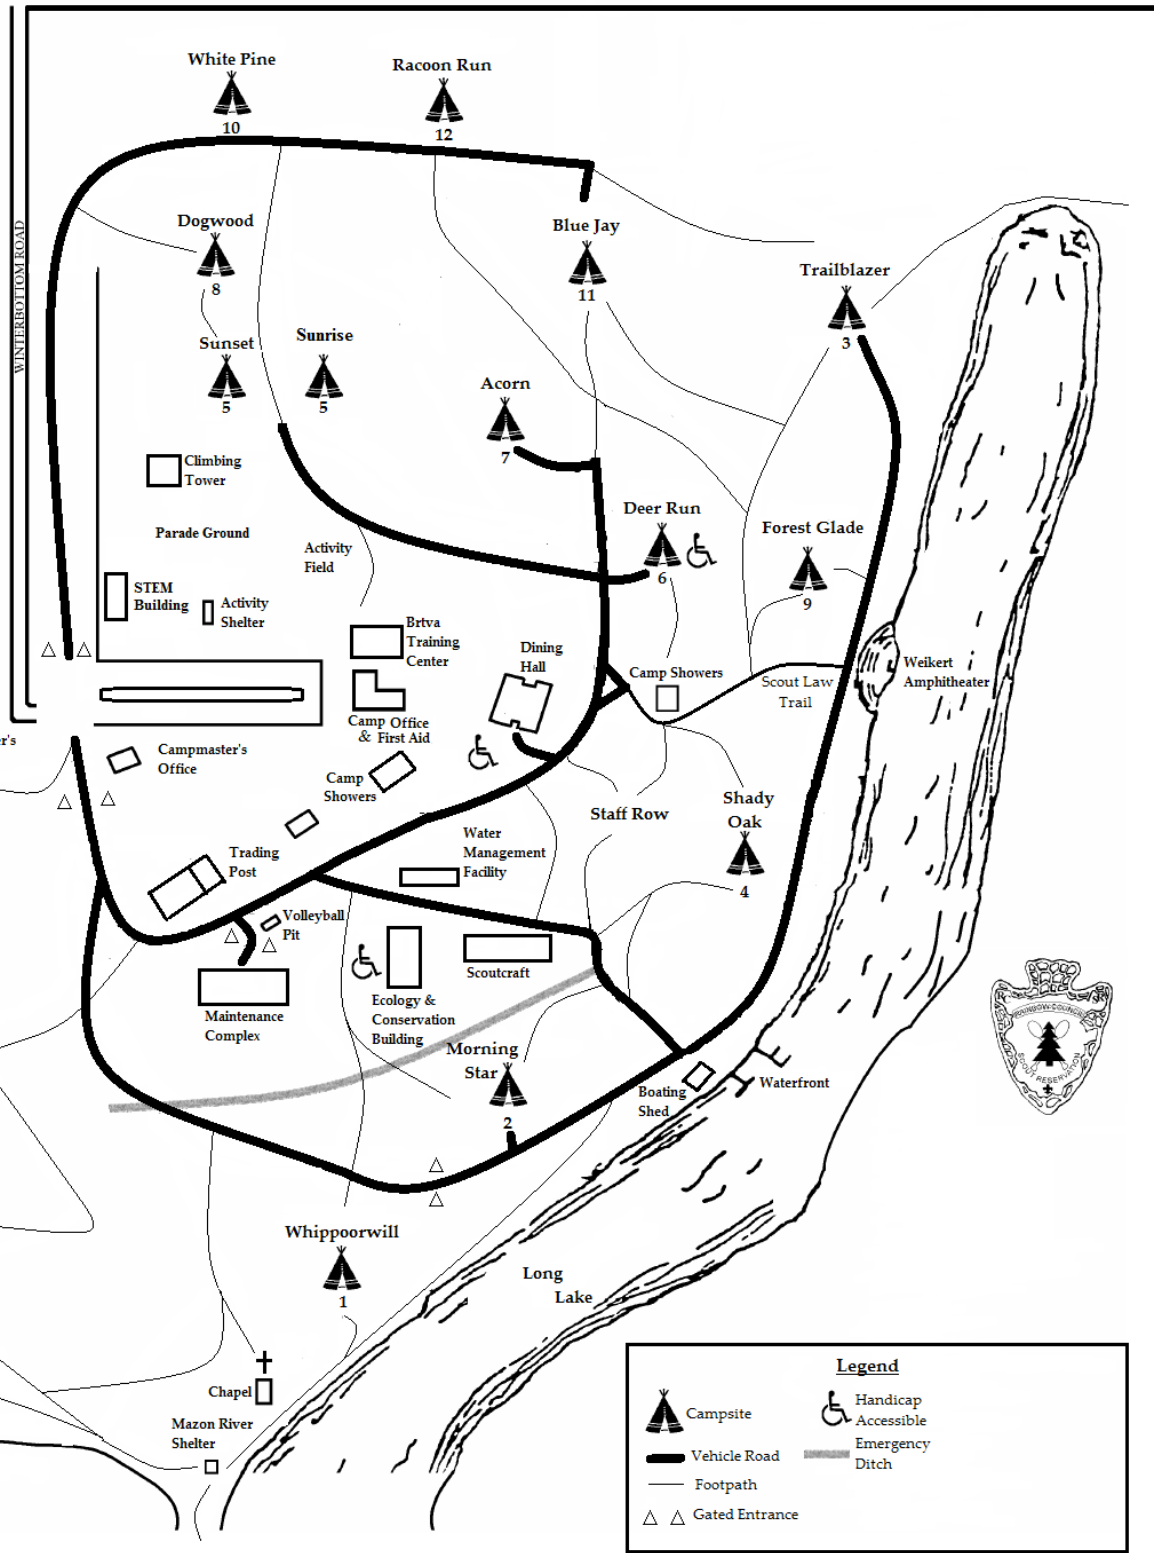 White Pine
10
Racoon Run
12
WINTERBOTTOM ROAD
Dogwood
8
Blue Jay
11
Trailblazer
3
Sunset
5
Sunrise
5
Acorn
7
Climbing
Tower
Parade Ground
Activity
Field
Deer Run
6
Forest Glade
9
STEM
Building
Activity
Shelter
Brtva
Training
Center
Dining
Hall
Camp Showers
Scout Law
Trail
Weikert
Amphitheater
Camp Office
& First Aid
er's
Campmaster's
Office
Camp
Showers
Staff Row
Shady
Oak
4
Trading
Post
Water
Management
Facility
Volleyball
Pit
Scoutcraft
Maintenance
Complex
Ecology &
Conservation
Building
Morning
Star
2
Boating
Shed
Waterfront
RAINBOW COUNCIL
SCOUT RESERVATION
Whippoorwill
1
Long
Lake
Chapel
Mazon River
Shelter
Legend
Campsite
Handicap
Accessible
Vehicle Road
Emergency
Ditch
Footpath
Gated Entrance